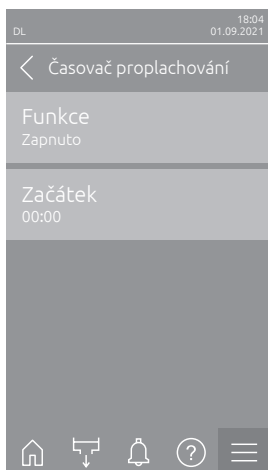 18:04
DL 01.09.2021
Časovač proplachování
Funkce
Zapnuto
Začátek
00:00
?